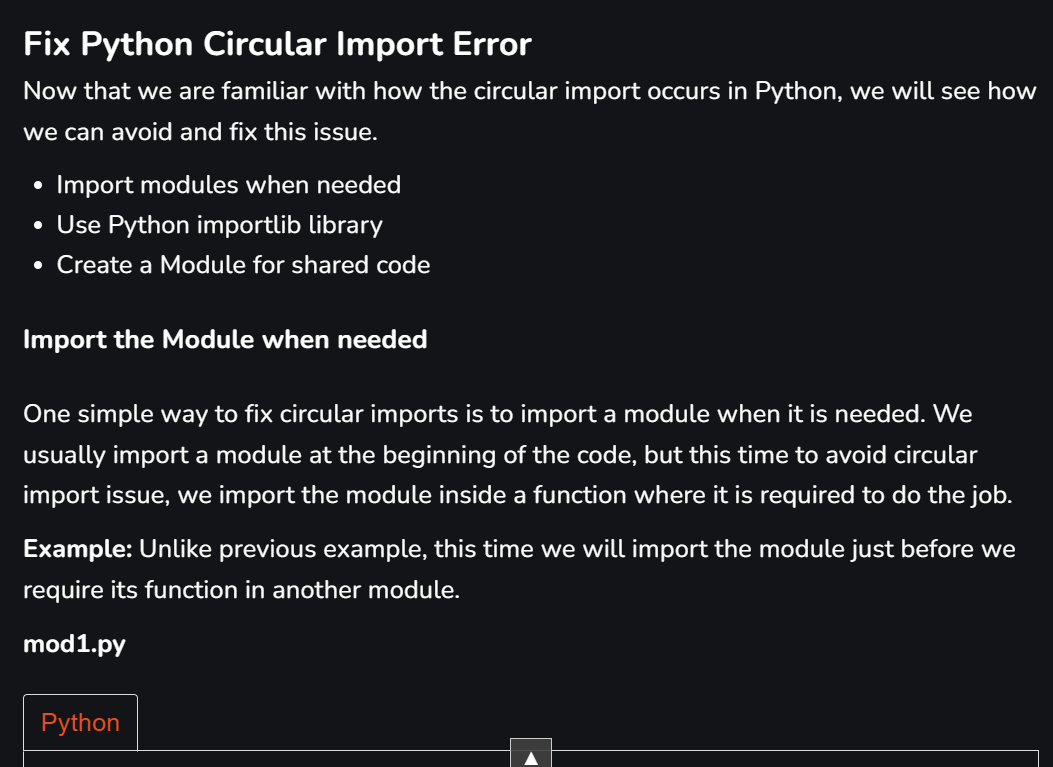 Fix Python Circular Import Error
Now that we are familiar with how the circular import occurs in Python, we will see how
we can avoid and fix this issue.
• Import modules when needed
• Use Python importlib library
• Create a Module for shared code
Import the Module when needed
One simple way to fix circular imports is to import a module when it is needed. We
usually import a module at the beginning of the code, but this time to avoid circular
import issue, we import the module inside a function where it is required to do the job.
Example: Unlike previous example, this time we will import the module just before we
require its function in another module.
mod1.py
Python